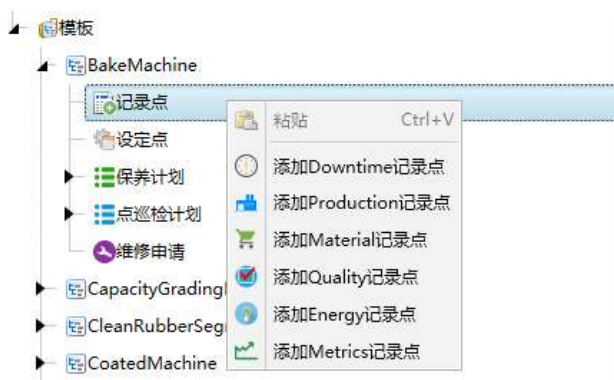 模板
BakeMachine
记录点
粘贴 Ctrl+V
设定点
添加Downtime记录点
保养计划
添加Production记录点
点巡检计划
添加Material记录点
维修申请
添加Quality记录点
CapacityGrading
添加Energy记录点
CleanRubberSeg
添加Metrics记录点
CoatedMachine